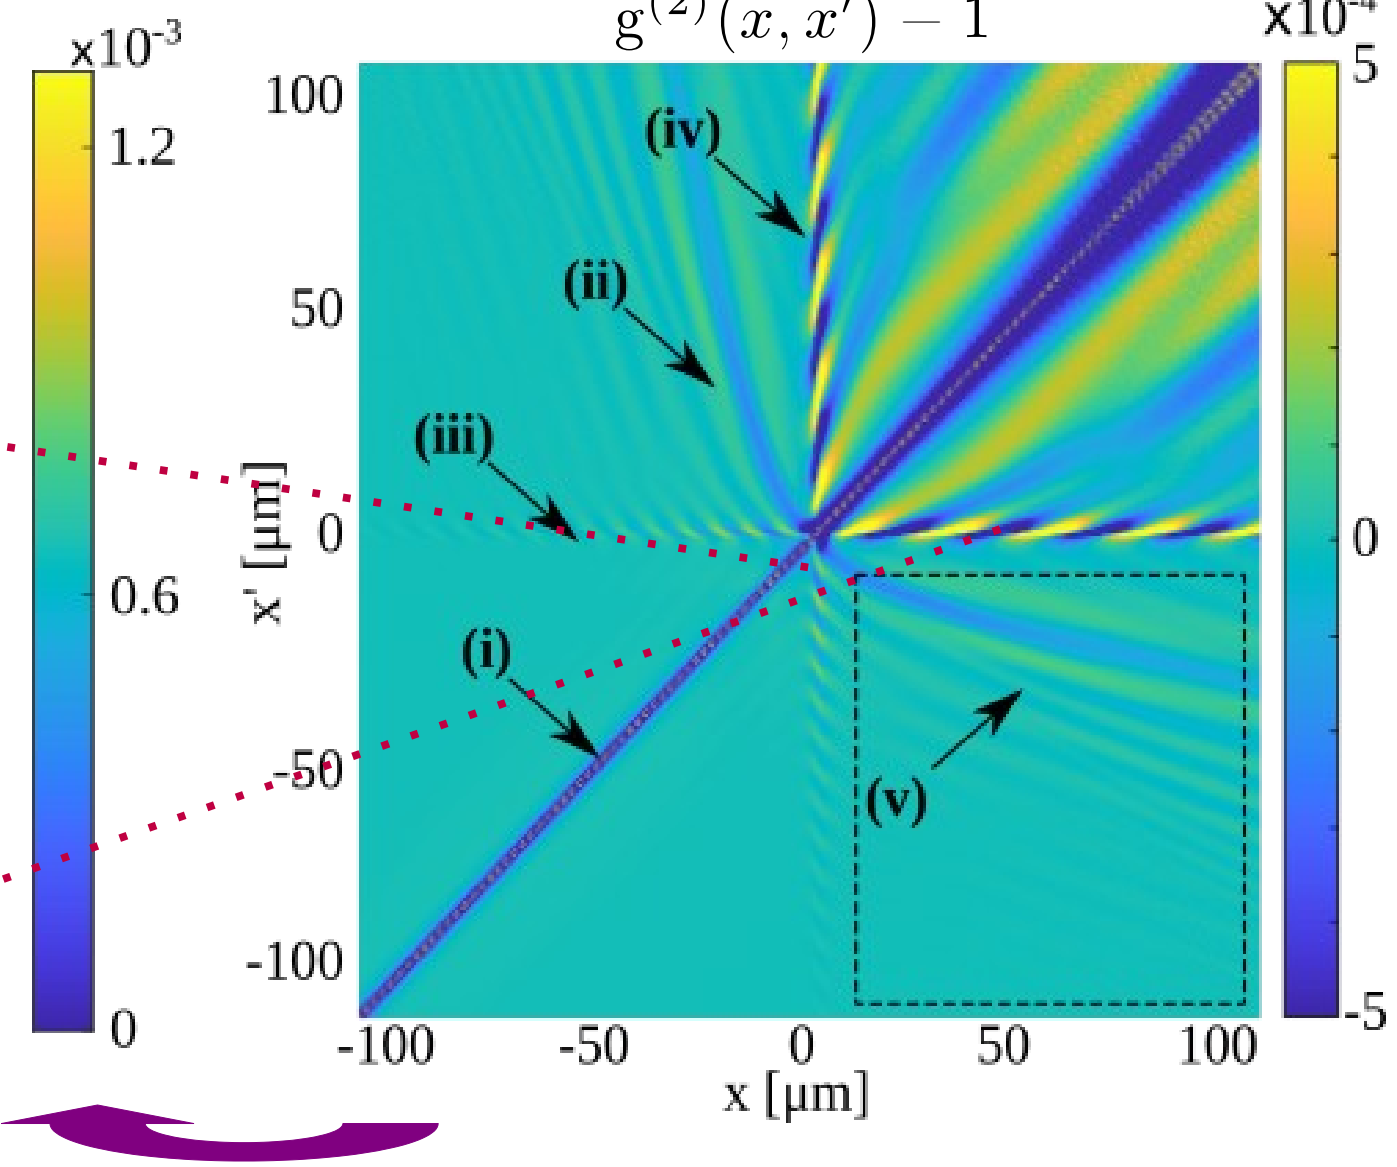 g⁽²⁾(x, x′) − 1
x10⁻³
1.2
0.6
0
x10⁻⁴
5
0
-5
100
50
0
-50
-100
x' [μm]
(iv)
(ii)
(iii)
(i)
(v)
-100 -50 0 50 100
x [μm]